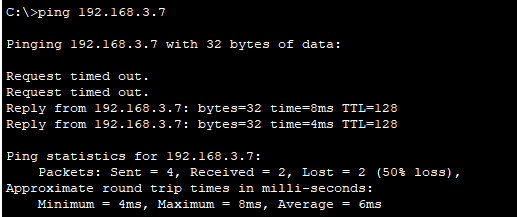 C:\>ping 192.168.3.7
Pinging 192.168.3.7 with 32 bytes of data:
Request timed out.
Request timed out.
Reply from 192.168.3.7: bytes=32 time=8ms TTL=128
Reply from 192.168.3.7: bytes=32 time=4ms TTL=128
Ping statistics for 192.168.3.7:
Packets: Sent = 4, Received = 2, Lost = 2 (50% loss),
Approximate round trip times in milli-seconds:
Minimum = 4ms, Maximum = 8ms, Average = 6ms